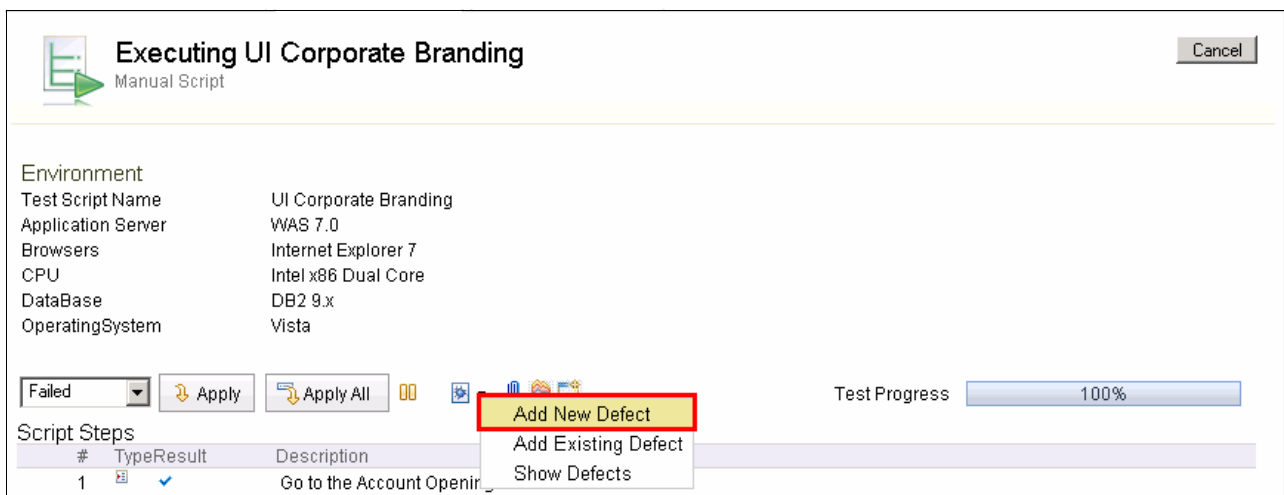 Executing UI Corporate Branding
Cancel
Manual Script
Environment
Test Script Name UI Corporate Branding
Application Server WAS 7.0
Browsers Internet Explorer 7
CPU Intel x86 Dual Core
DataBase DB2 9.x
OperatingSystem Vista
Failed Apply Apply All Test Progress 100%
Add New Defect
Add Existing Defect
Show Defects
Script Steps
# TypeResult Description
1 Go to the Account Opening